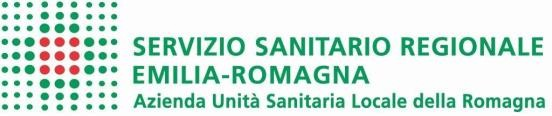 SERVIZIO SANITARIO REGIONALE
EMILIA-ROMAGNA
Azienda Unità Sanitaria Locale della Romagna